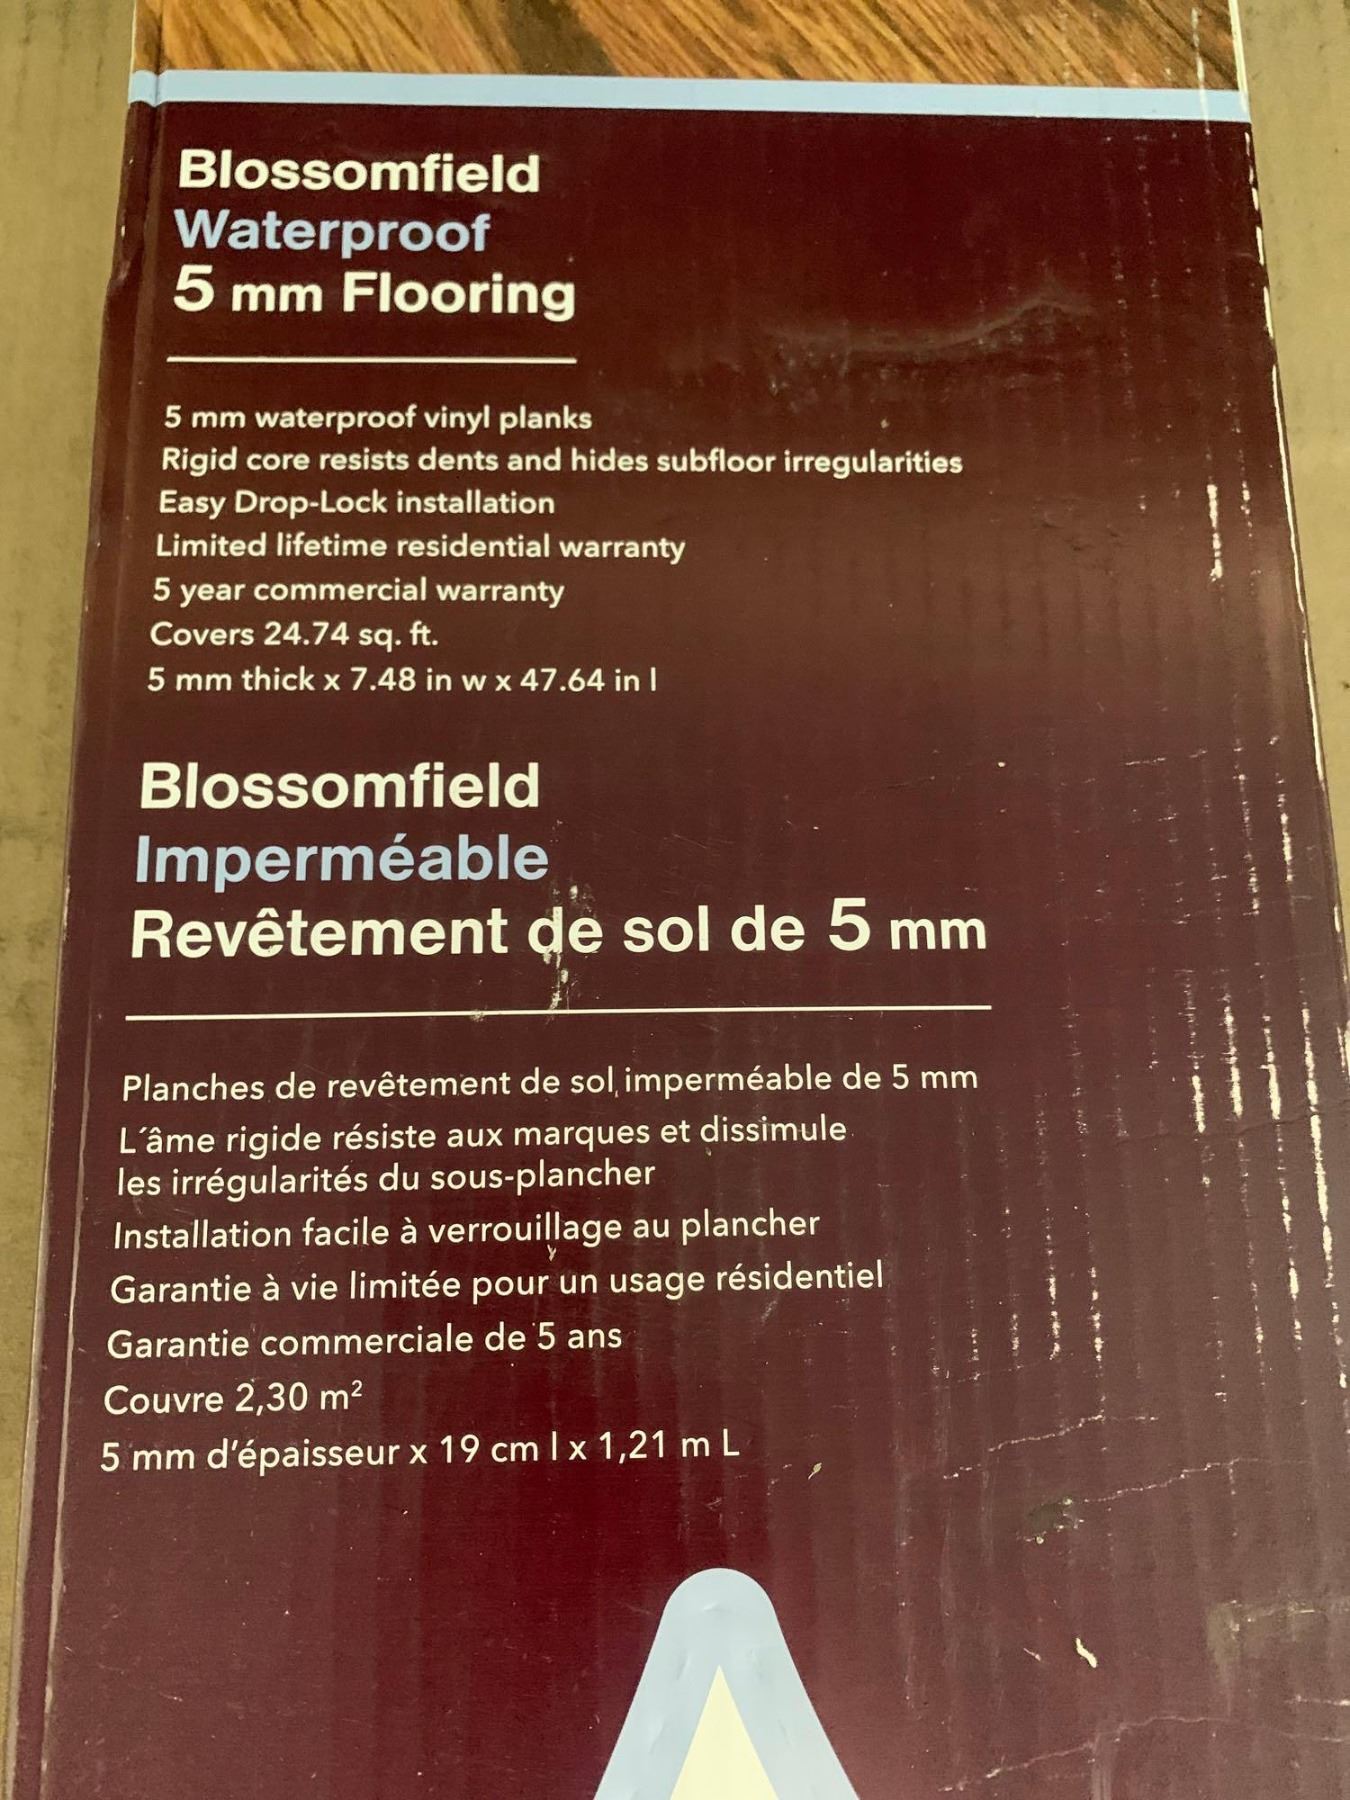 Blossomfield
Waterproof
5 mm Flooring
5 mm waterproof vinyl planks
Rigid core resists dents and hides subfloor irregularities
Easy Drop-Lock installation
Limited lifetime residential warranty
5 year commercial warranty
Covers 24.74 sq. ft.
5 mm thick x 7.48 in w x 47.64 in l
Blossomfield
Imperméable
Revêtement de sol de 5 mm
Planches de revêtement de sol imperméable de 5 mm
L´âme rigide résiste aux marques et dissimule
les irrégularités du sous-plancher
Installation facile à verrouillage au plancher
Garantie à vie limitée pour un usage résidentiel
Garantie commerciale de 5 ans
Couvre 2,30 m²
5 mm d'épaisseur x 19 cm l x 1,21 m L